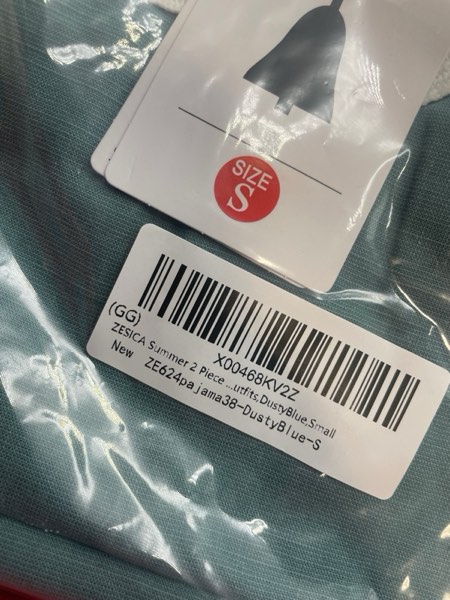 SIZE
S
X00468KV2Z
(GG)
ZESICA Summer 2 Piece ...utfits,DustyBlue,Small
New
ZE624pajama38-DustyBlue-S